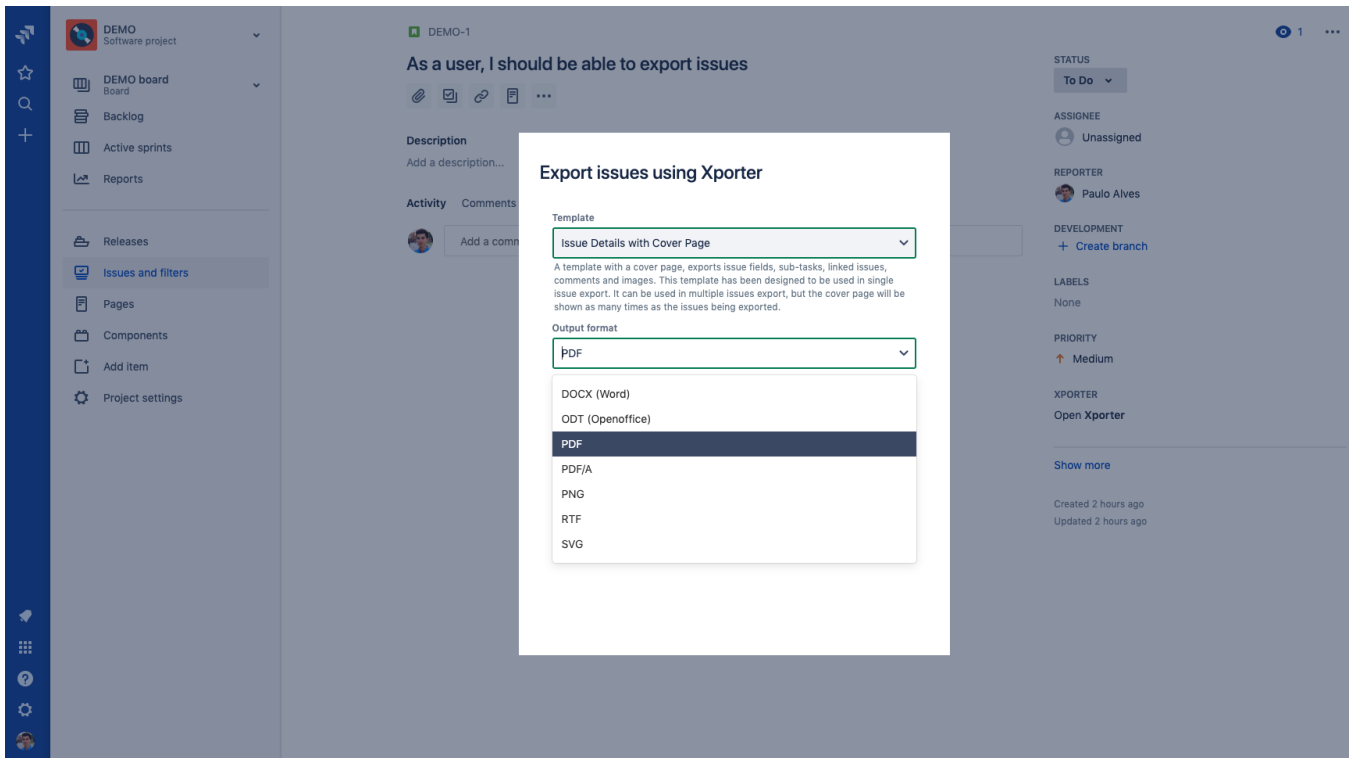 DEMO
Software project
DEMO board
Board
Backlog
Active sprints
Reports
Releases
Issues and filters
Pages
Components
Add item
Project settings
DEMO-1
As a user, I should be able to export issues
Description
Add a description...
Activity Comments
Add a comm
Export issues using Xporter
Template
Issue Details with Cover Page
A template with a cover page, exports issue fields, sub-tasks, linked issues,
comments and images. This template has been designed to be used in single
issue export. It can be used in multiple issues export, but the cover page will be
shown as many times as the issues being exported.
Output format
PDF
DOCX (Word)
ODT (Openoffice)
PDF
PDF/A
PNG
RTF
SVG
1
STATUS
To Do
ASSIGNEE
Unassigned
REPORTER
Paulo Alves
DEVELOPMENT
+ Create branch
LABELS
None
PRIORITY
Medium
XPORTER
Open Xporter
Show more
Created 2 hours ago
Updated 2 hours ago